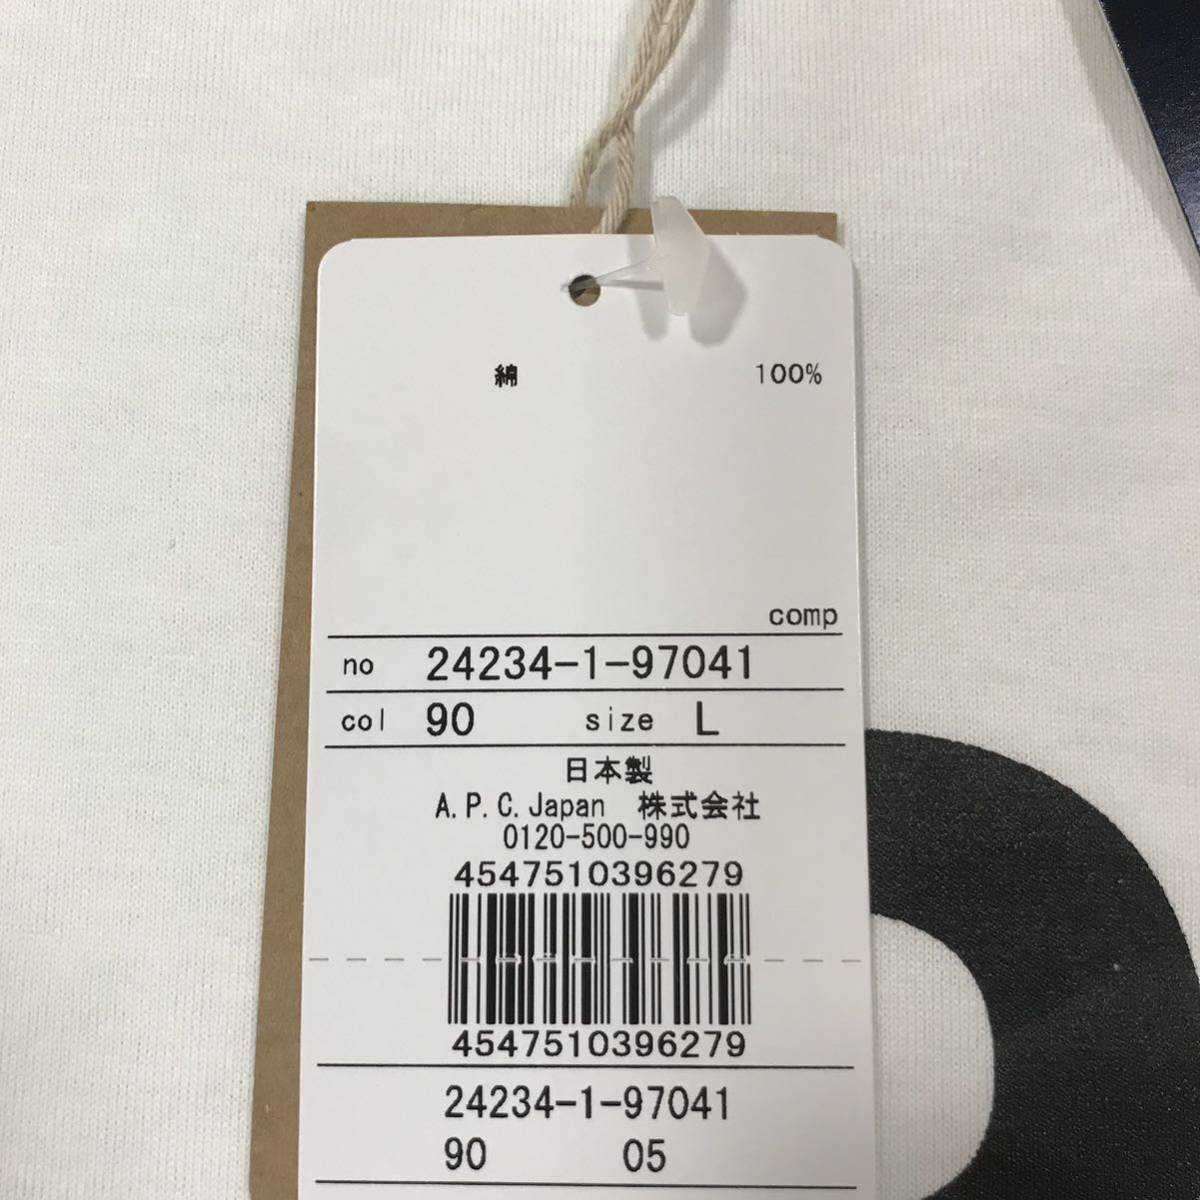 綿 100%
comp
no 24234-1-97041
col 90 size L
日本製
A.P.C.Japan 株式会社
0120-500-990
4547510396279
4547510396279
24234-1-97041
90 05